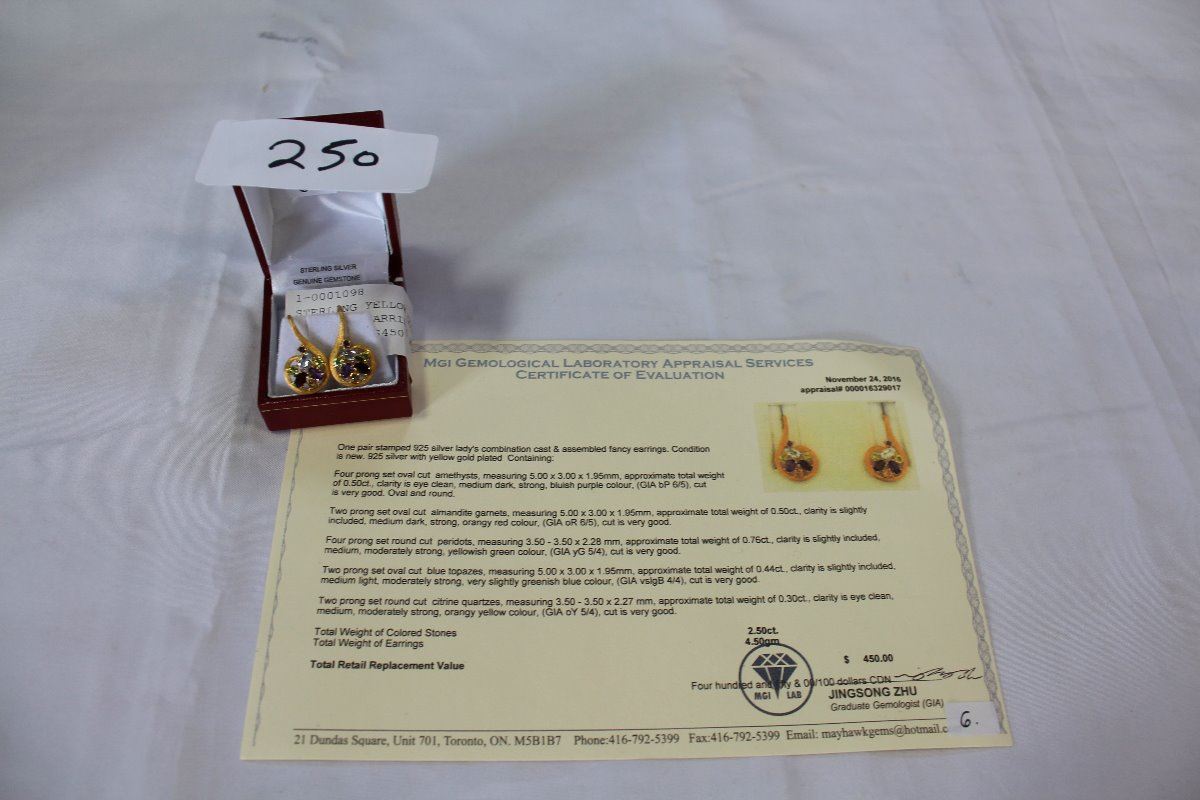 250
STERLING SILVER
GENUINE GEMSTONE
1-0001098
STERLING YELLO
EARRI
$450
MGI GEMOLOGICAL LABORATORY APPRAISAL SERVICES
CERTIFICATE OF EVALUATION
November 24, 2016
appraisal# 000016329017
One pair stamped 925 silver lady's combination cast & assembled fancy earrings. Condition
is new. 925 silver with yellow gold plated Containing:
Four prong set oval cut amethysts, measuring 5.00 x 3.00 x 1.95mm, approximate total weight
of 0.50ct., clarity is eye clean, medium dark, strong, bluish purple colour, (GIA bP 6/5), cut
is very good. Oval and round.
Two prong set oval cut almandite garnets, measuring 5.00 x 3.00 x 1.95mm, approximate total weight of 0.50ct., clarity is slightly
included, medium dark, strong, orangy red colour, (GIA oR 6/5), cut is very good.
Four prong set round cut peridots, measuring 3.50 - 3.50 x 2.28 mm, approximate total weight of 0.76ct., clarity is slightly included,
medium, moderately strong, yellowish green colour, (GIA yG 5/4), cut is very good.
Two prong set oval cut blue topazes, measuring 5.00 x 3.00 x 1.95mm, approximate total weight of 0.44ct., clarity is slightly included,
medium light, moderately strong, very slightly greenish blue colour, (GIA vslgB 4/4), cut is very good
Two prong set round cut citrine quartzes, measuring 3.50 - 3.50 x 2.27 mm, approximate total weight of 0.30ct., clarity is eye clean,
medium, moderately strong, orangy yellow colour, (GIA oY 5/4), cut is very good.
Total Weight of Colored Stones 2.50ct.
Total Weight of Earrings 4.50gm
Total Retail Replacement Value $ 450.00
Four hundred and fifty & 00/100 dollars CDN
MGI LAB
JINGSONG ZHU
Graduate Gemologist (GIA)
6.
21 Dundas Square, Unit 701, Toronto, ON. M5B1B7 Phone:416-792-5399 Fax:416-792-5399 Email: mayhawkgems@hotmail.c